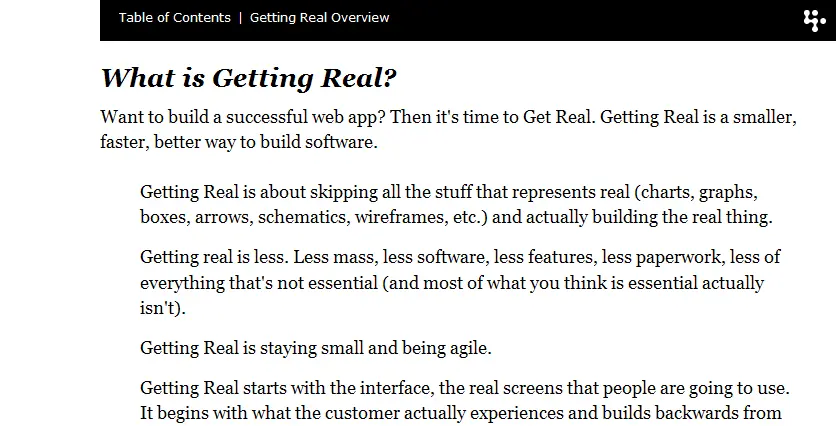 Table of Contents | Getting Real Overview
What is Getting Real?
Want to build a successful web app? Then it's time to Get Real. Getting Real is a smaller,
faster, better way to build software.
Getting Real is about skipping all the stuff that represents real (charts, graphs,
boxes, arrows, schematics, wireframes, etc.) and actually building the real thing.
Getting real is less. Less mass, less software, less features, less paperwork, less of
everything that's not essential (and most of what you think is essential actually
isn't).
Getting Real is staying small and being agile.
Getting Real starts with the interface, the real screens that people are going to use.
It begins with what the customer actually experiences and builds backwards from